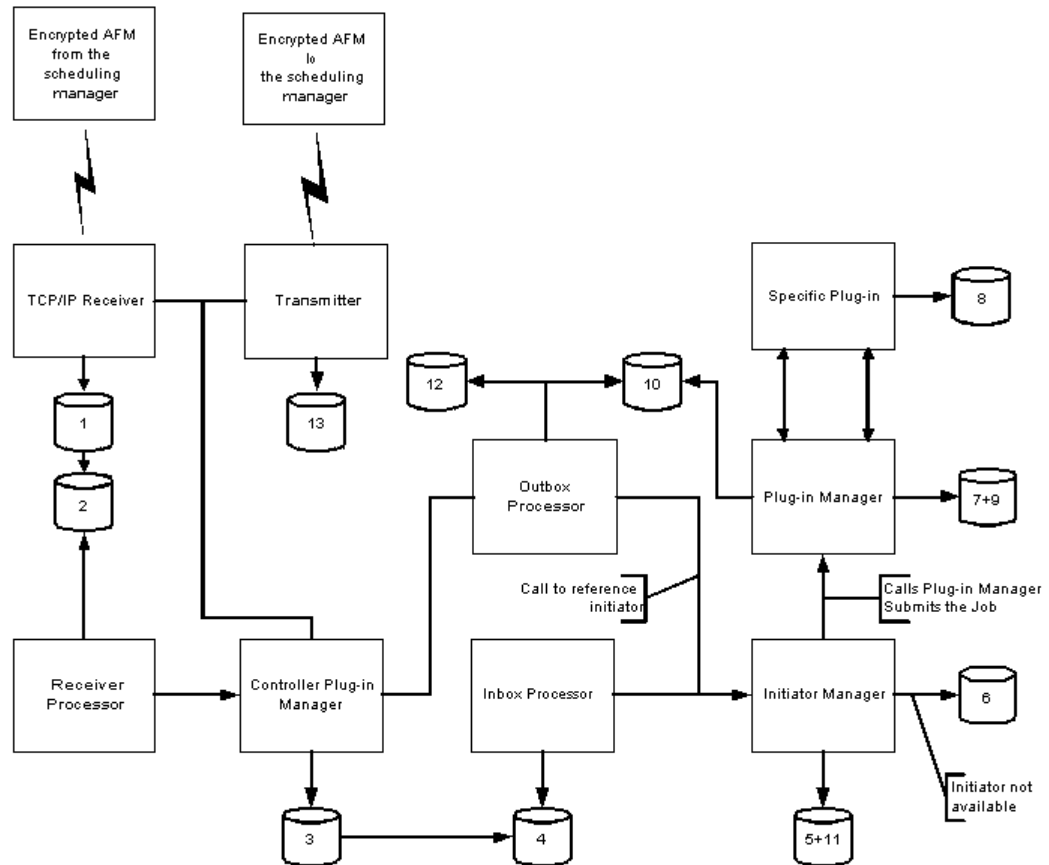 Encrypted AFM
from the
scheduling
manager
Encrypted AFM
to
the scheduling
manager
TCP/IP Receiver
Transmitter
Specific Plug-in
8
1
12
10
13
2
Outbox
Processor
Plug-in Manager
7+9
Call to reference
initiator
Calls Plug-in Manager
Submits the Job
Receiver
Processor
Controller Plug-in
Manager
Inbox Processor
Initiator Manager
6
Initiator not
available
3
4
5+11